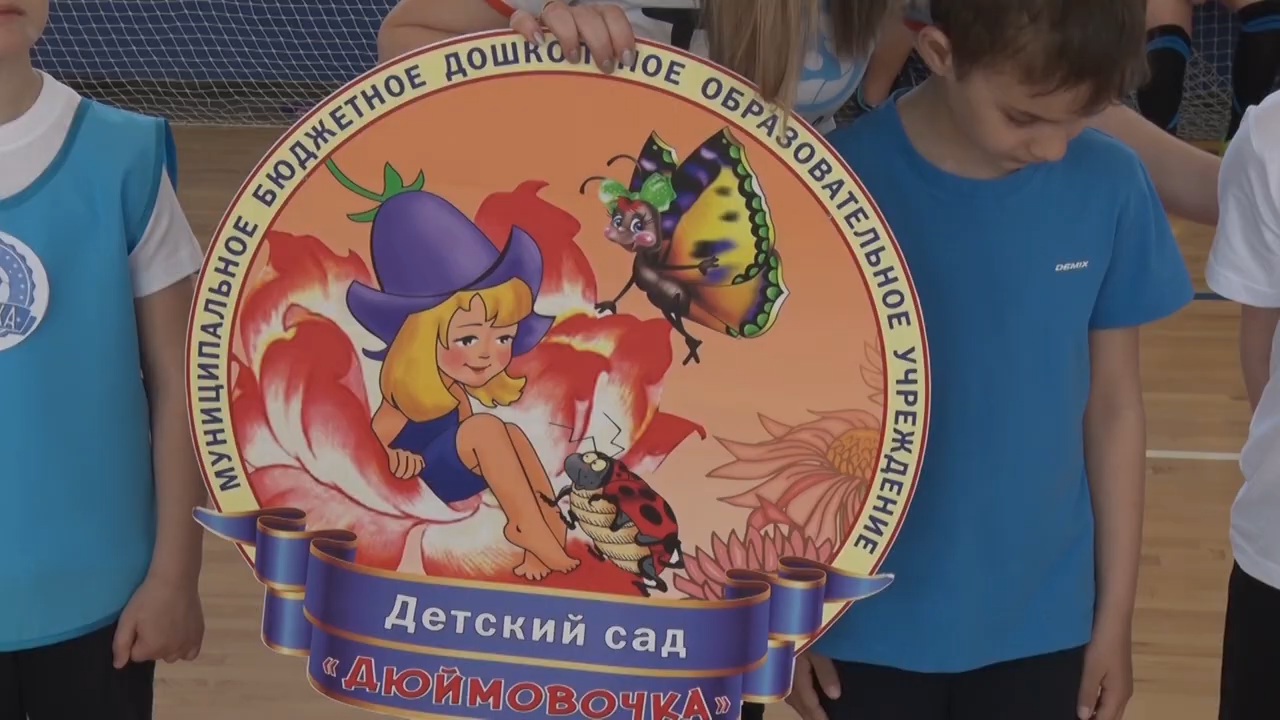 МУНИЦИПАЛЬНОЕ БЮДЖЕТНОЕ ДОШКОЛЬНОЕ ОБРАЗОВАТЕЛЬНОЕ УЧРЕЖДЕНИЕ
Детский сад
«ДЮЙМОВОЧКА»
DEMIX